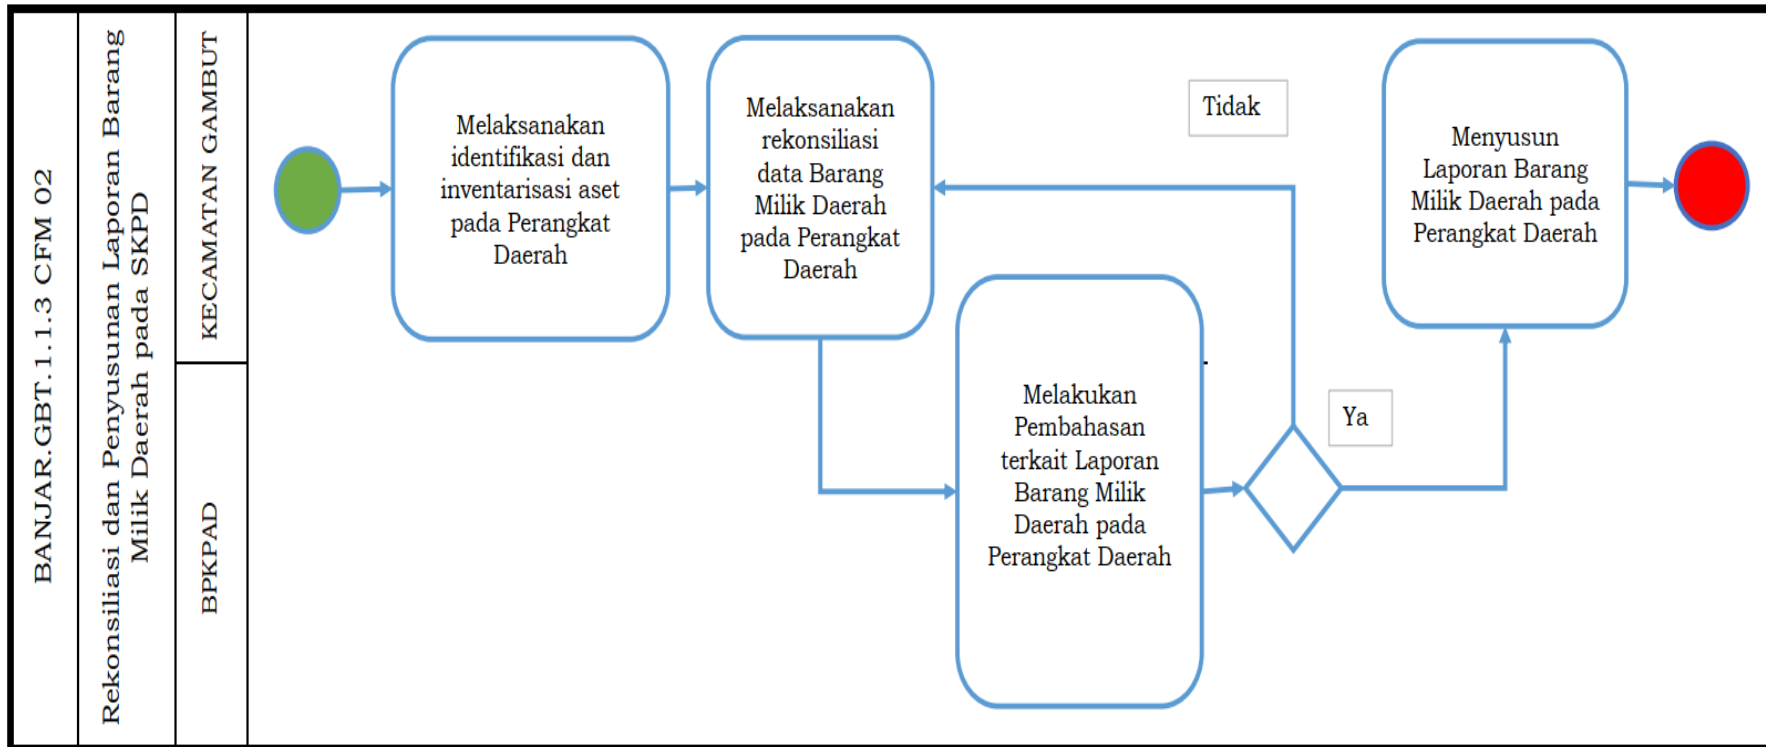 BANJAR.GBT.1.1.3 CFM 02
Rekonsiliasi dan Penyusunan Laporan Barang
Milik Daerah pada SKPD
KECAMATAN GAMBUT
BPKPAD
Melaksanakan
identifikasi dan
inventarisasi aset
pada Perangkat
Daerah
Melaksanakan
rekonsiliasi
data Barang
Milik Daerah
pada Perangkat
Daerah
Tidak
Menyusun
Laporan Barang
Milik Daerah pada
Perangkat Daerah
Melakukan
Pembahasan
terkait Laporan
Barang Milik
Daerah pada
Perangkat Daerah
Ya